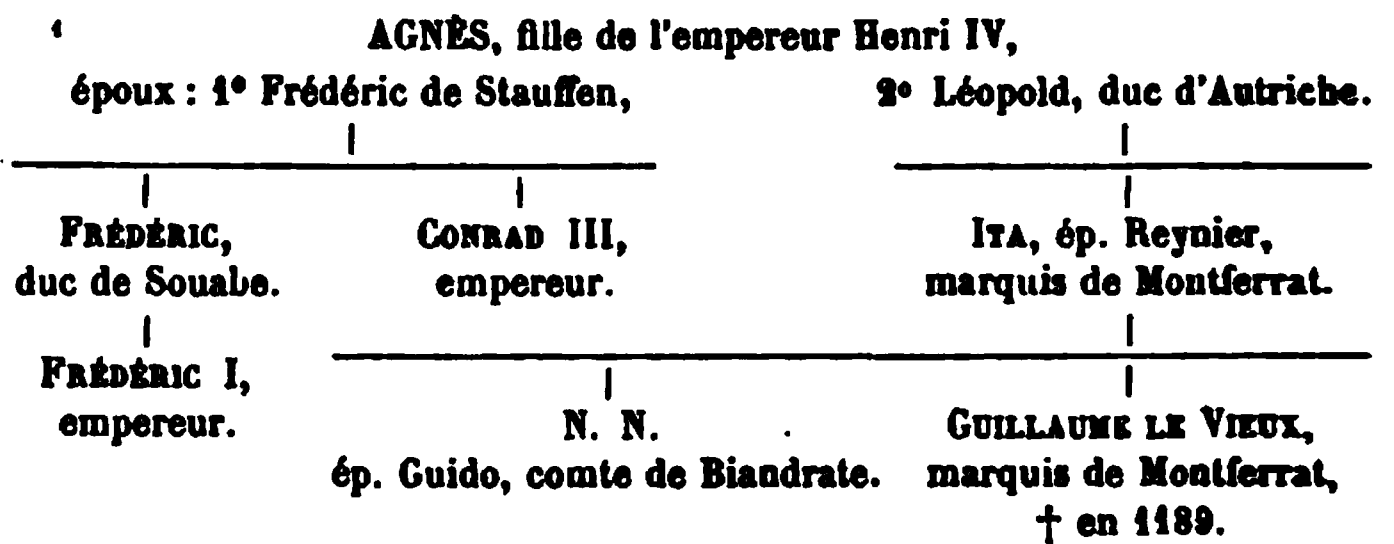 1 AGNÈS, fille de l'empereur Henri IV,
époux : 1º Frédéric de Stauffen, 2º Léopold, duc d'Autriche.
FRÉDÉRIC, CONRAD III, ITA, ép. Reynier,
duc de Souabe. empereur. marquis de Montferrat.
FRÉDÉRIC I,
empereur. N. N. GUILLAUME LE VIEUX,
ép. Guido, comte de Biandrate. marquis de Montferrat,
† en 1189.